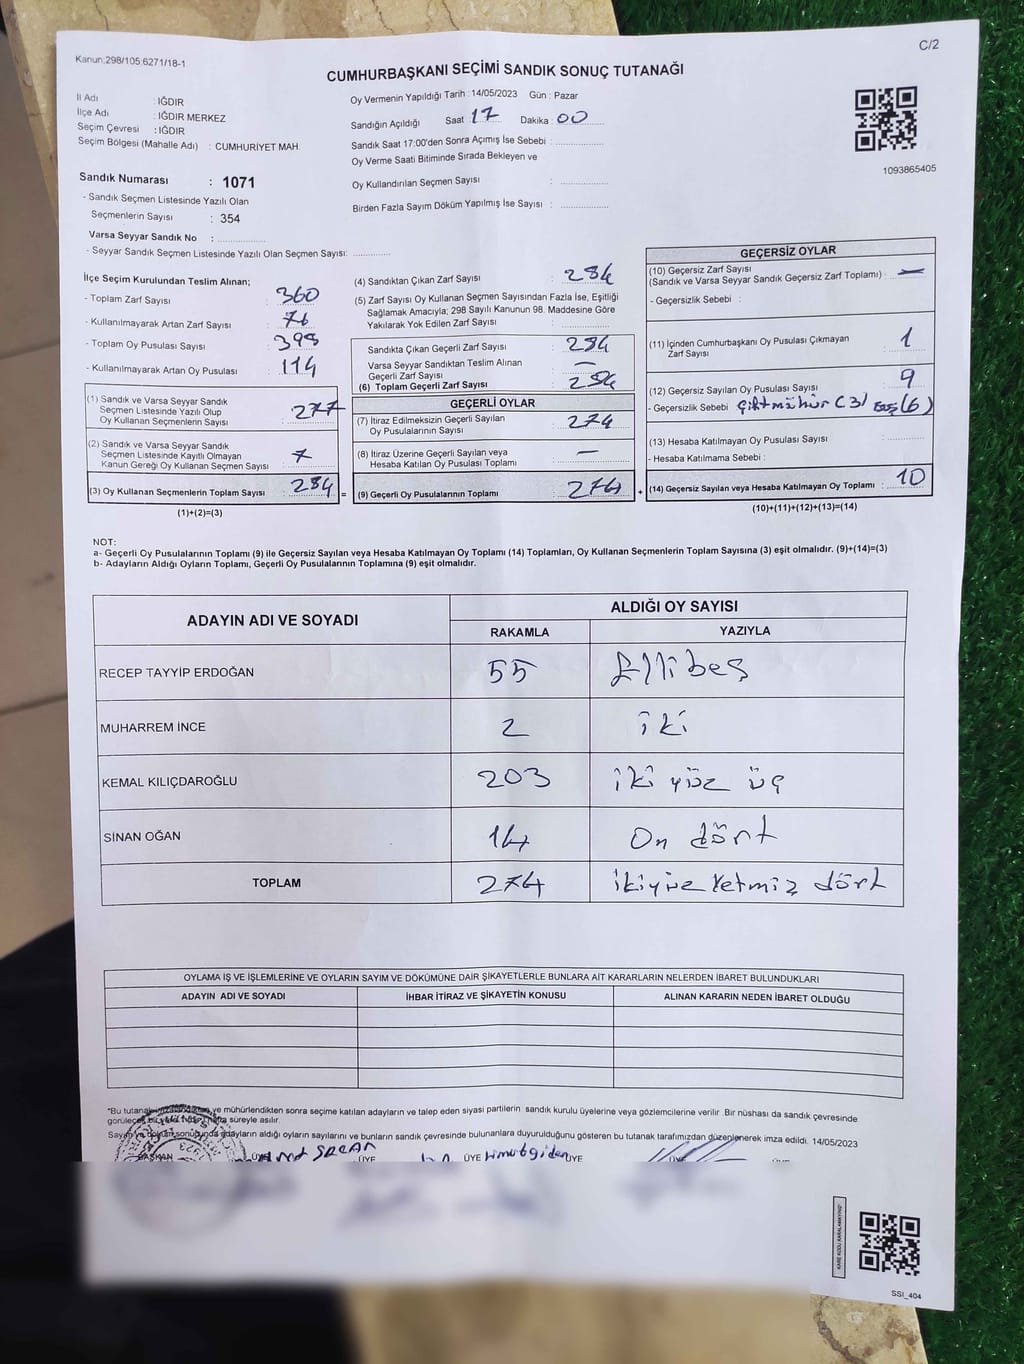 Kanun:298/105,6271/18-1
C/2
CUMHURBAŞKANI SEÇİMİ SANDIK SONUÇ TUTANAĞI
İl Adı : IĞDIR
İlçe Adı : IĞDIR MERKEZ
Seçim Çevresi : IĞDIR
Seçim Bölgesi (Mahalle Adı) : CUMHURİYET MAH.
Sandık Numarası : 1071
- Sandık Seçmen Listesinde Yazılı Olan
Seçmenlerin Sayısı : 354
Varsa Seyyar Sandık No : ................
- Seyyar Sandık Seçmen Listesinde Yazılı Olan Seçmen Sayısı: ............
Oy Vermenin Yapıldığı Tarih : 14/05/2023 Gün : Pazar
Sandığın Açıldığı Saat 17 Dakika : 00
Sandık Saat 17:00'den Sonra Açımış İse Sebebi : ................
Oy Verme Saati Bitiminde Sırada Bekleyen ve
Oy Kullandırılan Seçmen Sayısı : ................
Birden Fazla Sayım Döküm Yapılmış İse Sayısı : ................
1093865405
İlçe Seçim Kurulundan Teslim Alınan;
- Toplam Zarf Sayısı : 360
- Kullanılmayarak Artan Zarf Sayısı : 76
- Toplam Oy Pusulası Sayısı : 398
- Kullanılmayarak Artan Oy Pusulası : 114
(1) Sandık ve Varsa Seyyar Sandık
Seçmen Listesinde Yazılı Olup
Oy Kullanan Seçmenlerin Sayısı : 277
(2) Sandık ve Varsa Seyyar Sandık
Seçmen Listesinde Kayıtlı Olmayan
Kanun Gereği Oy Kullanan Seçmen Sayısı : 7
(3) Oy Kullanan Seçmenlerin Toplam Sayısı : 284 =
(1)+(2)=(3)
(4) Sandıktan Çıkan Zarf Sayısı : 284
(5) Zarf Sayısı Oy Kullanan Seçmen Sayısından Fazla İse, Eşitliği
Sağlamak Amacıyla; 298 Sayılı Kanunun 98. Maddesine Göre
Yakılarak Yok Edilen Zarf Sayısı : ............
Sandıkta Çıkan Geçerli Zarf Sayısı : 284
Varsa Seyyar Sandıktan Teslim Alınan
Geçerli Zarf Sayısı : —
(6) Toplam Geçerli Zarf Sayısı : 284
GEÇERLİ OYLAR
(7) İtiraz Edilmeksizin Geçerli Sayılan
Oy Pusulalarının Sayısı : 274
(8) İtiraz Üzerine Geçerli Sayılan veya
Hesaba Katılan Oy Pusulası Toplamı : —
(9) Geçerli Oy Pusulalarının Toplamı : 274 +
GEÇERSİZ OYLAR
(10) Geçersiz Zarf Sayısı
(Sandık ve Varsa Seyyar Sandık Geçersiz Zarf Toplamı) : —
- Geçersizlik Sebebi :
(11) İçinden Cumhurbaşkanı Oy Pusulası Çıkmayan
Zarf Sayısı : 1
(12) Geçersiz Sayılan Oy Pusulası Sayısı : 9
- Geçersizlik Sebebi : Çiftmühür (3) Boş (6)
(13) Hesaba Katılmayan Oy Pusulası Sayısı : ............
- Hesaba Katılmama Sebebi :
(14) Geçersiz Sayılan veya Hesaba Katılmayan Oy Toplamı : 10
(10)+(11)+(12)+(13)=(14)
NOT:
a- Geçerli Oy Pusulalarının Toplamı (9) ile Geçersiz Sayılan veya Hesaba Katılmayan Oy Toplamı (14) Toplamları, Oy Kullanan Seçmenlerin Toplam Sayısına (3) eşit olmalıdır. (9)+(14)=(3)
b- Adayların Aldığı Oyların Toplamı, Geçerli Oy Pusulalarının Toplamına (9) eşit olmalıdır.
ADAYIN ADI VE SOYADI
ALDIĞI OY SAYISI
RAKAMLA YAZIYLA
RECEP TAYYİP ERDOĞAN 55 Ellibeş
MUHARREM İNCE 2 iki
KEMAL KILIÇDAROĞLU 203 iki yüz üç
SİNAN OĞAN 14 On dört
TOPLAM 274 ikiyüz Yetmiz dört
OYLAMA İŞ VE İŞLEMLERİNE VE OYLARIN SAYIM VE DÖKÜMÜNE DAİR ŞİKAYETLERLE BUNLARA AİT KARARLARIN NELERDEN İBARET BULUNDUKLARI
ADAYIN ADI VE SOYADI İHBAR İTİRAZ VE ŞİKAYETİN KONUSU ALINAN KARARIN NEDEN İBARET OLDUĞU
*Bu tutanak ve mühürlendikten sonra seçime katılan adayların ve talep eden siyasi partilerin sandık kurulu üyelerine veya gözlemcilerine verilir. Bir nüshası da sandık çevresinde
süreyle asılır.
adayların aldığı oyların sayılarını ve bunların sandık çevresinde bulunanlara duyurulduğunu gösteren bu tutanak tarafımızdan düzenlenerek imza edildi. 14/05/2023
BAŞKAN ÜYE ÜYE ÜYE ÜYE
KARE KODU KARALAMAYINIZ
SSI_404